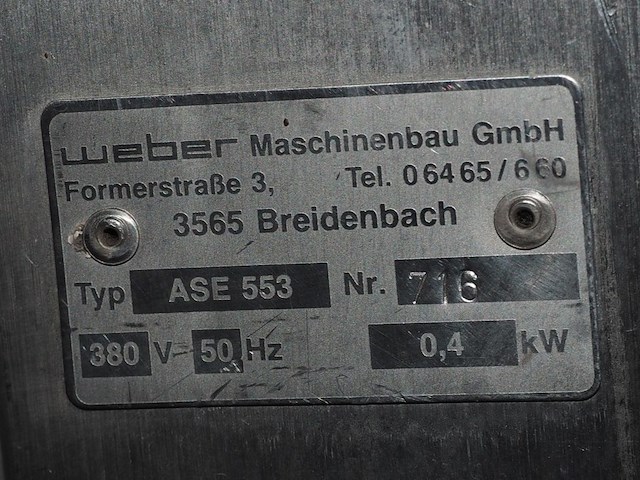 weber Maschinenbau GmbH
Formerstraße 3, Tel. 06465/660
3565 Breidenbach
Typ ASE 553 Nr. 716
380 V 50 Hz 0,4 kW